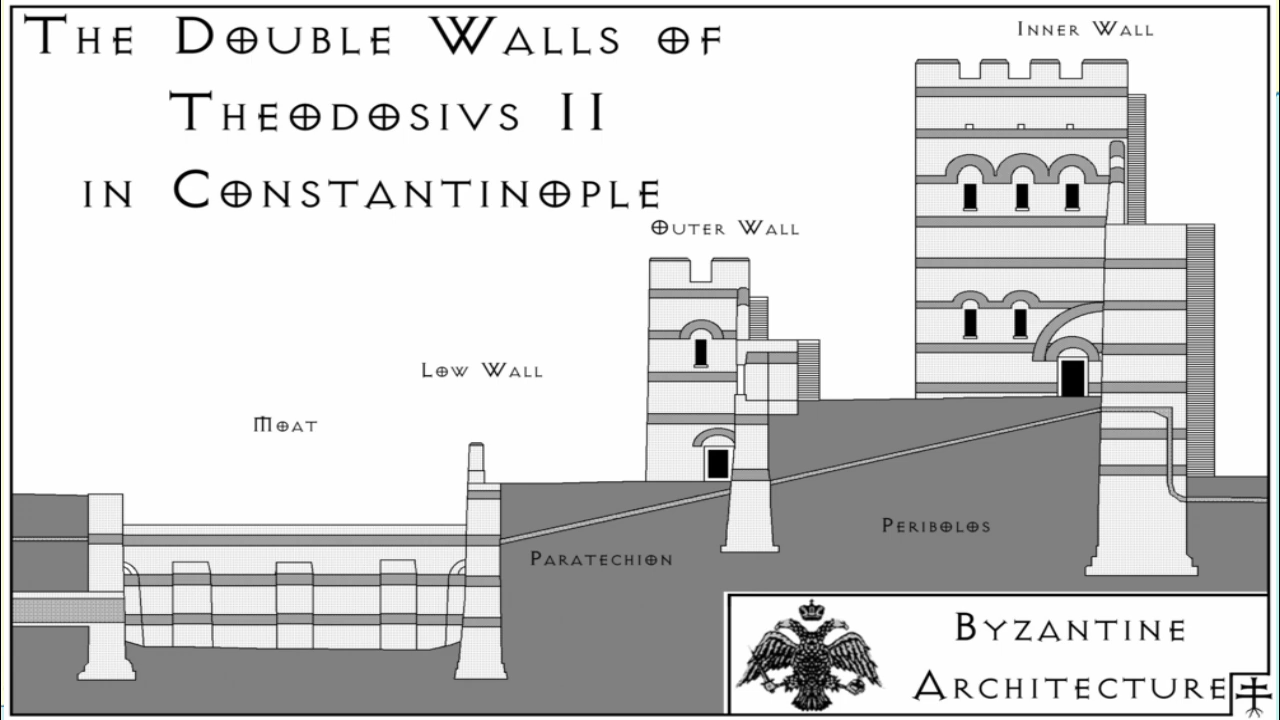 THE DOUBLE WALLS OF
THEODOSIVS II
IN CONSTANTINOPLE
INNER WALL
OUTER WALL
LOW WALL
MOAT
PERIBOLOS
PARATECHION
BYZANTINE
ARCHITECTURE